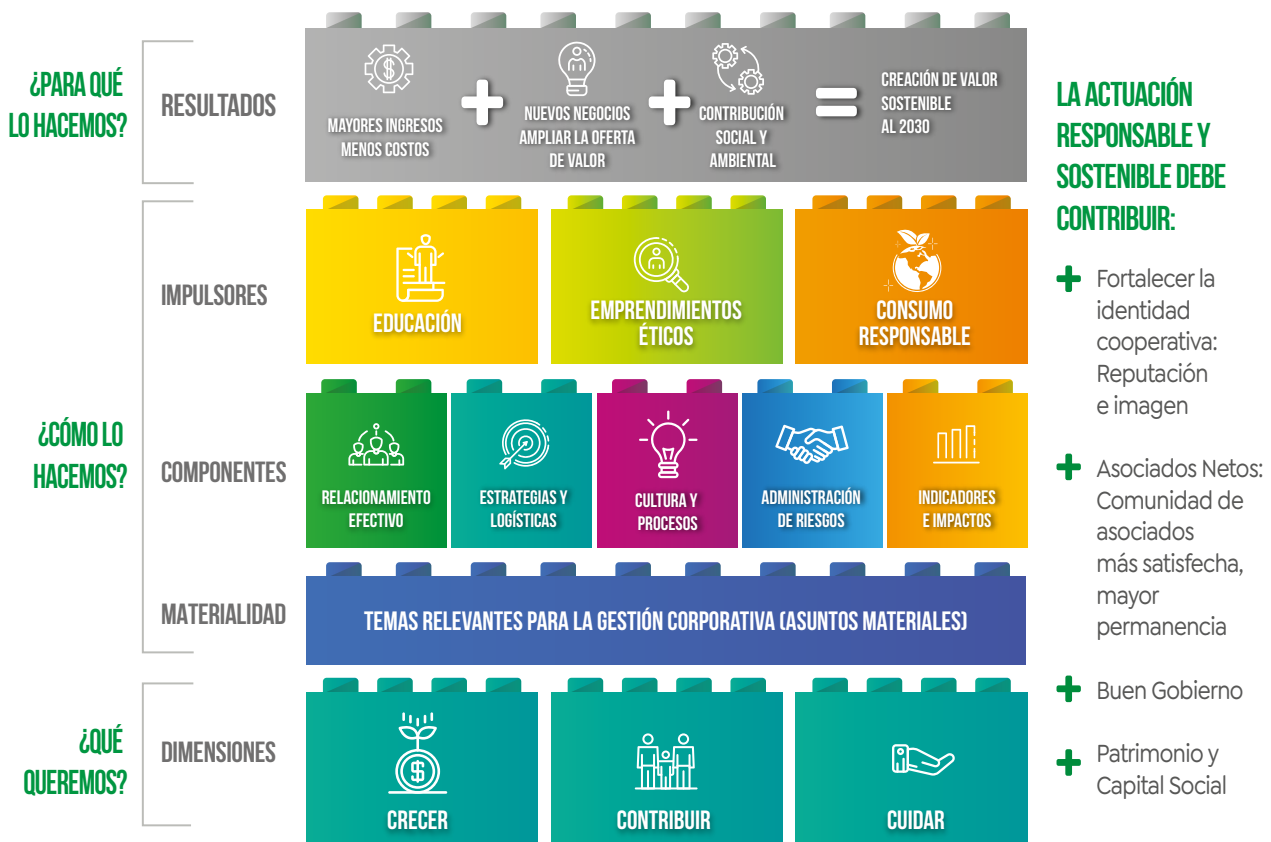 ¿PARA QUÉ
LO HACEMOS?
RESULTADOS
MAYORES INGRESOS
MENOS COSTOS
NUEVOS NEGOCIOS
AMPLIAR LA OFERTA
DE VALOR
CONTRIBUCIÓN
SOCIAL Y
AMBIENTAL
CREACIÓN DE VALOR
SOSTENIBLE
AL 2030
¿CÓMO LO
HACEMOS?
IMPULSORES
EDUCACIÓN
EMPRENDIMIENTOS
ÉTICOS
CONSUMO
RESPONSABLE
COMPONENTES
RELACIONAMIENTO
EFECTIVO
ESTRATEGIAS Y
LOGÍSTICAS
CULTURA Y
PROCESOS
ADMINISTRACIÓN
DE RIESGOS
INDICADORES
E IMPACTOS
MATERIALIDAD
TEMAS RELEVANTES PARA LA GESTIÓN CORPORATIVA (ASUNTOS MATERIALES)
¿QUÉ
QUEREMOS?
DIMENSIONES
CRECER
CONTRIBUIR
CUIDAR
LA ACTUACIÓN
RESPONSABLE Y
SOSTENIBLE DEBE
CONTRIBUIR:
Fortalecer la
identidad
cooperativa:
Reputación
e imagen
Asociados Netos:
Comunidad de
asociados
más satisfecha,
mayor
permanencia
Buen Gobierno
Patrimonio y
Capital Social